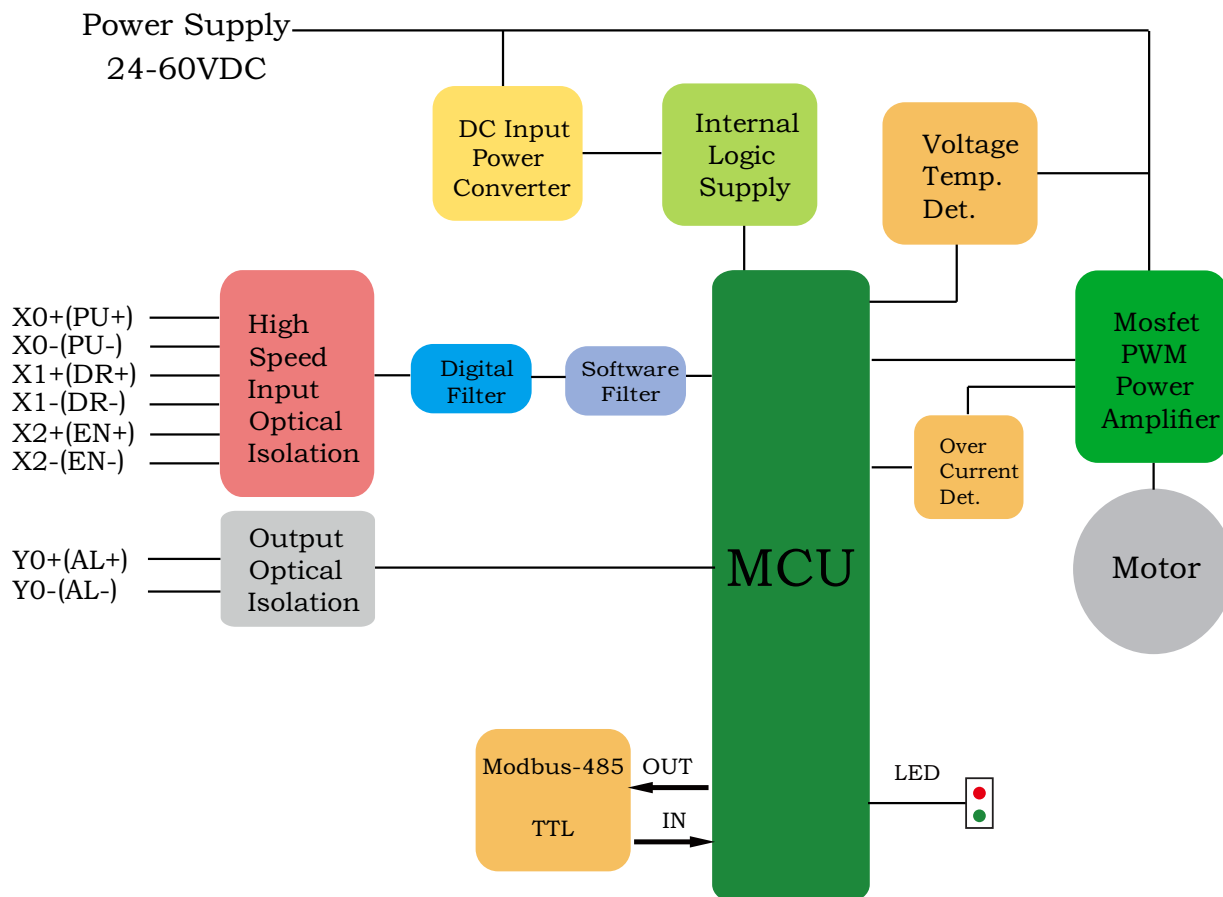 Power Supply
24-60VDC
DC Input
Power
Converter
Internal
Logic
Supply
Voltage
Temp.
Det.
X0+(PU+)
X0-(PU-)
X1+(DR+)
X1-(DR-)
X2+(EN+)
X2-(EN-)
High
Speed
Input
Optical
Isolation
Digital
Filter
Software
Filter
Mosfet
PWM
Power
Amplifier
Over
Current
Det.
Y0+(AL+)
Y0-(AL-)
Output
Optical
Isolation
MCU
Motor
Modbus-485
TTL
OUT
IN
LED